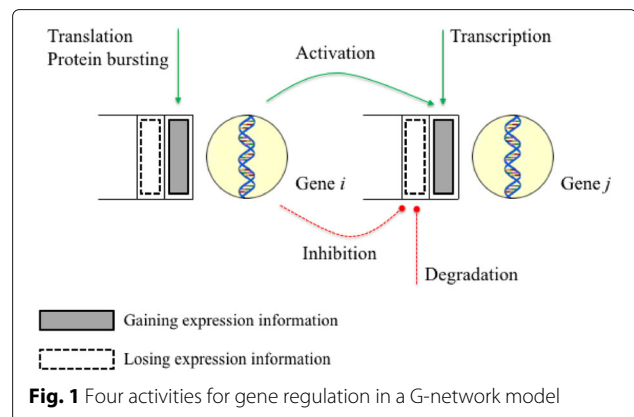 Translation
Protein bursting
Activation
Transcription
Gene i
Gene j
Inhibition
Degradation
Gaining expression information
Losing expression information
Fig. 1 Four activities for gene regulation in a G-network model